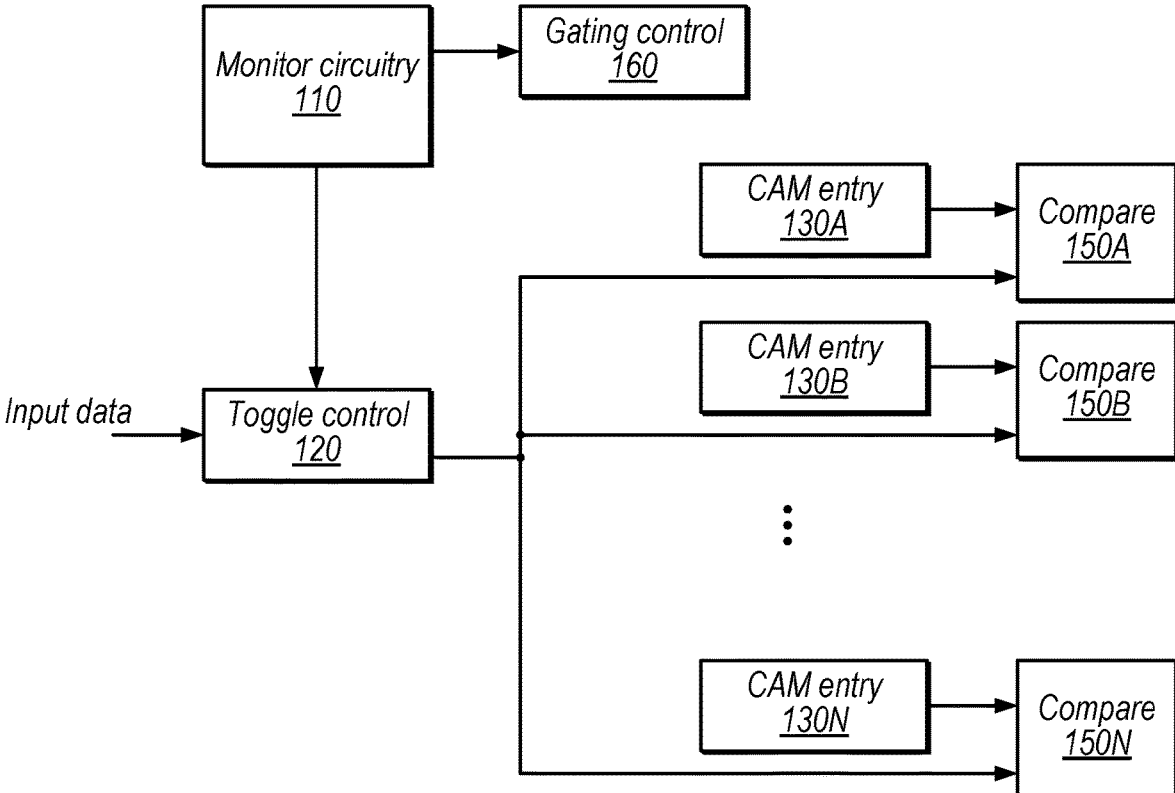 Monitor circuitry
110
Gating control
160
CAM entry
130A
Compare
150A
CAM entry
130B
Compare
150B
Input data
Toggle control
120
CAM entry
130N
Compare
150N